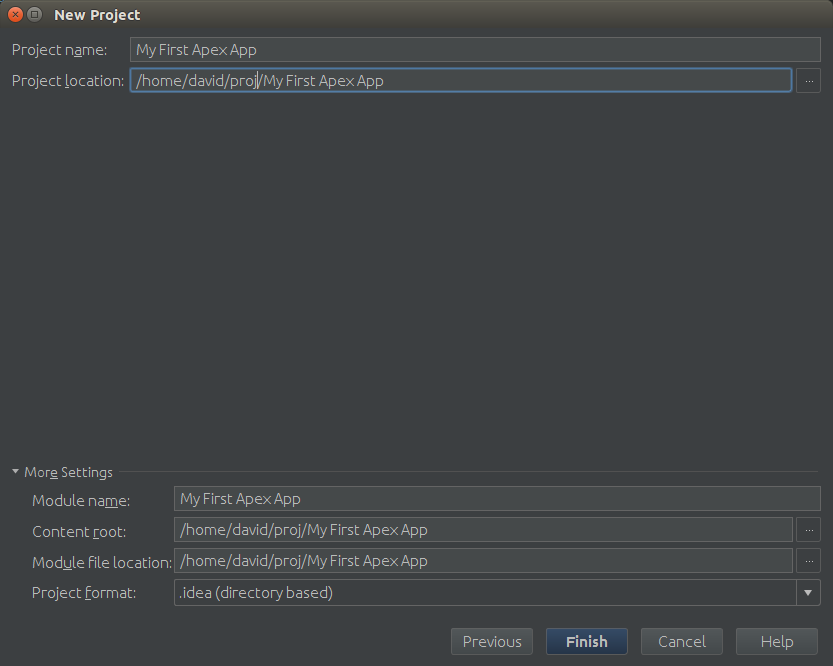 New Project
Project name: My First Apex App
Project location: /home/david/proj/My First Apex App ...
More Settings
Module name: My First Apex App
Content root: /home/david/proj/My First Apex App ...
Module file location: /home/david/proj/My First Apex App ...
Project format: .idea (directory based)
Previous Finish Cancel Help